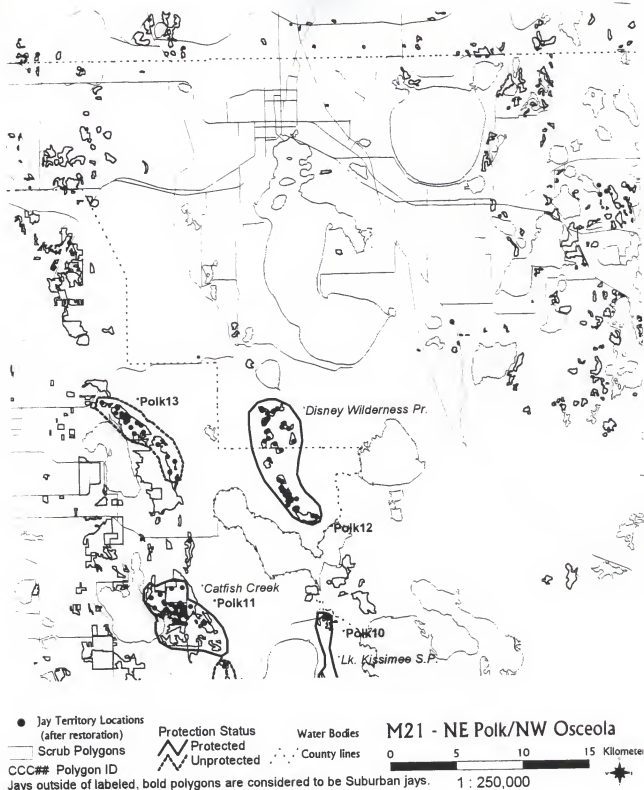 Polk13
Disney Wilderness Pr.
Polk12
Catfish Creek
Polk11
Polk10
Lk. Kissimee S.P.
Jay Territory Locations
(after restoration)
Scrub Polygons
CCC## Polygon ID
Protection Status
Protected
Unprotected
Water Bodies
County lines
M21 - NE Polk/NW Osceola
0 5 10 15 Kilometer
1 : 250,000
Jays outside of labeled, bold polygons are considered to be Suburban jays.